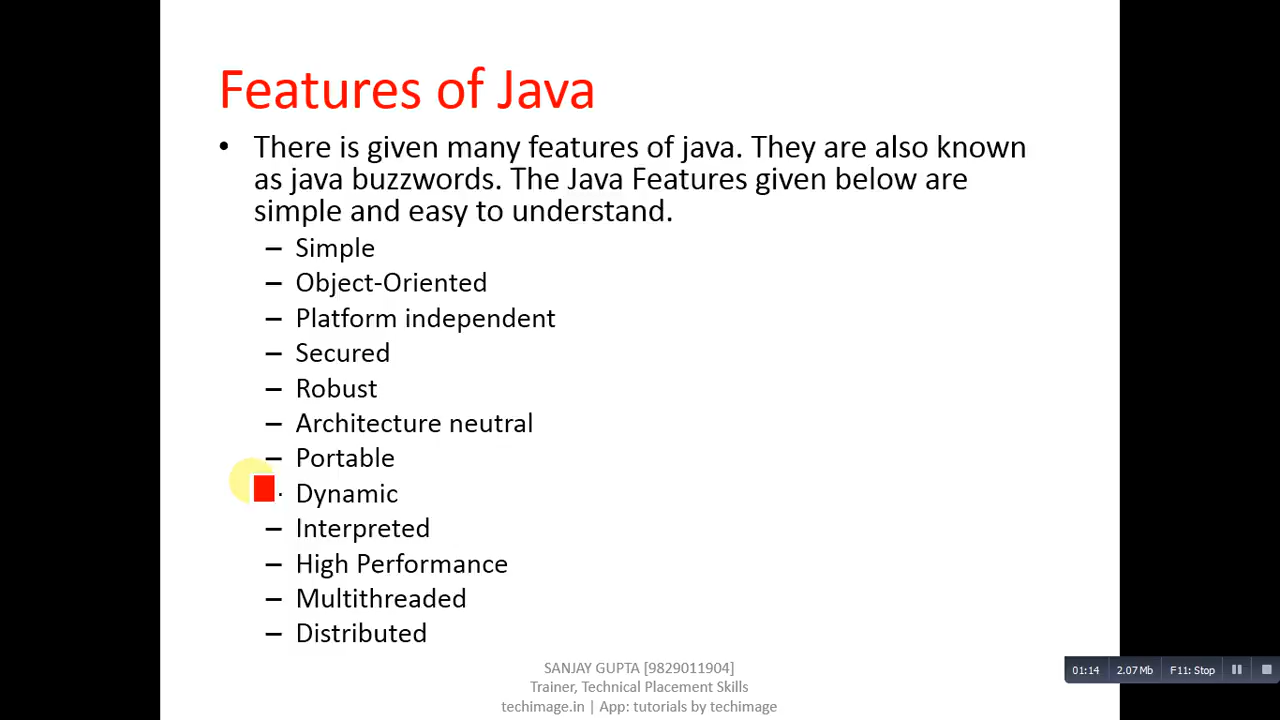 Features of Java
• There is given many features of java. They are also known
as java buzzwords. The Java Features given below are
simple and easy to understand.
– Simple
– Object-Oriented
– Platform independent
– Secured
– Robust
– Architecture neutral
– Portable
Dynamic
– Interpreted
– High Performance
– Multithreaded
– Distributed
SANJAY GUPTA [9829011904]
Trainer, Technical Placement Skills
techimage.in | App: tutorials by techimage
01:14 2.07 Mb F11: Stop